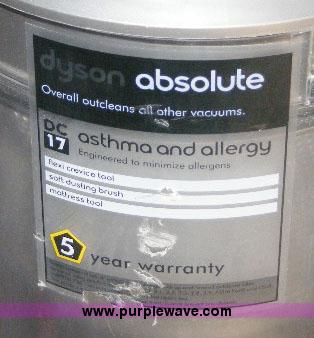 dyson absolute
Overall outcleans all other vacuums.
DC
17
asthma and allergy
Engineered to minimize allergens
flexi crevice tool
soft dusting brush
mattress tool
5
year warranty
www.purplewave.com